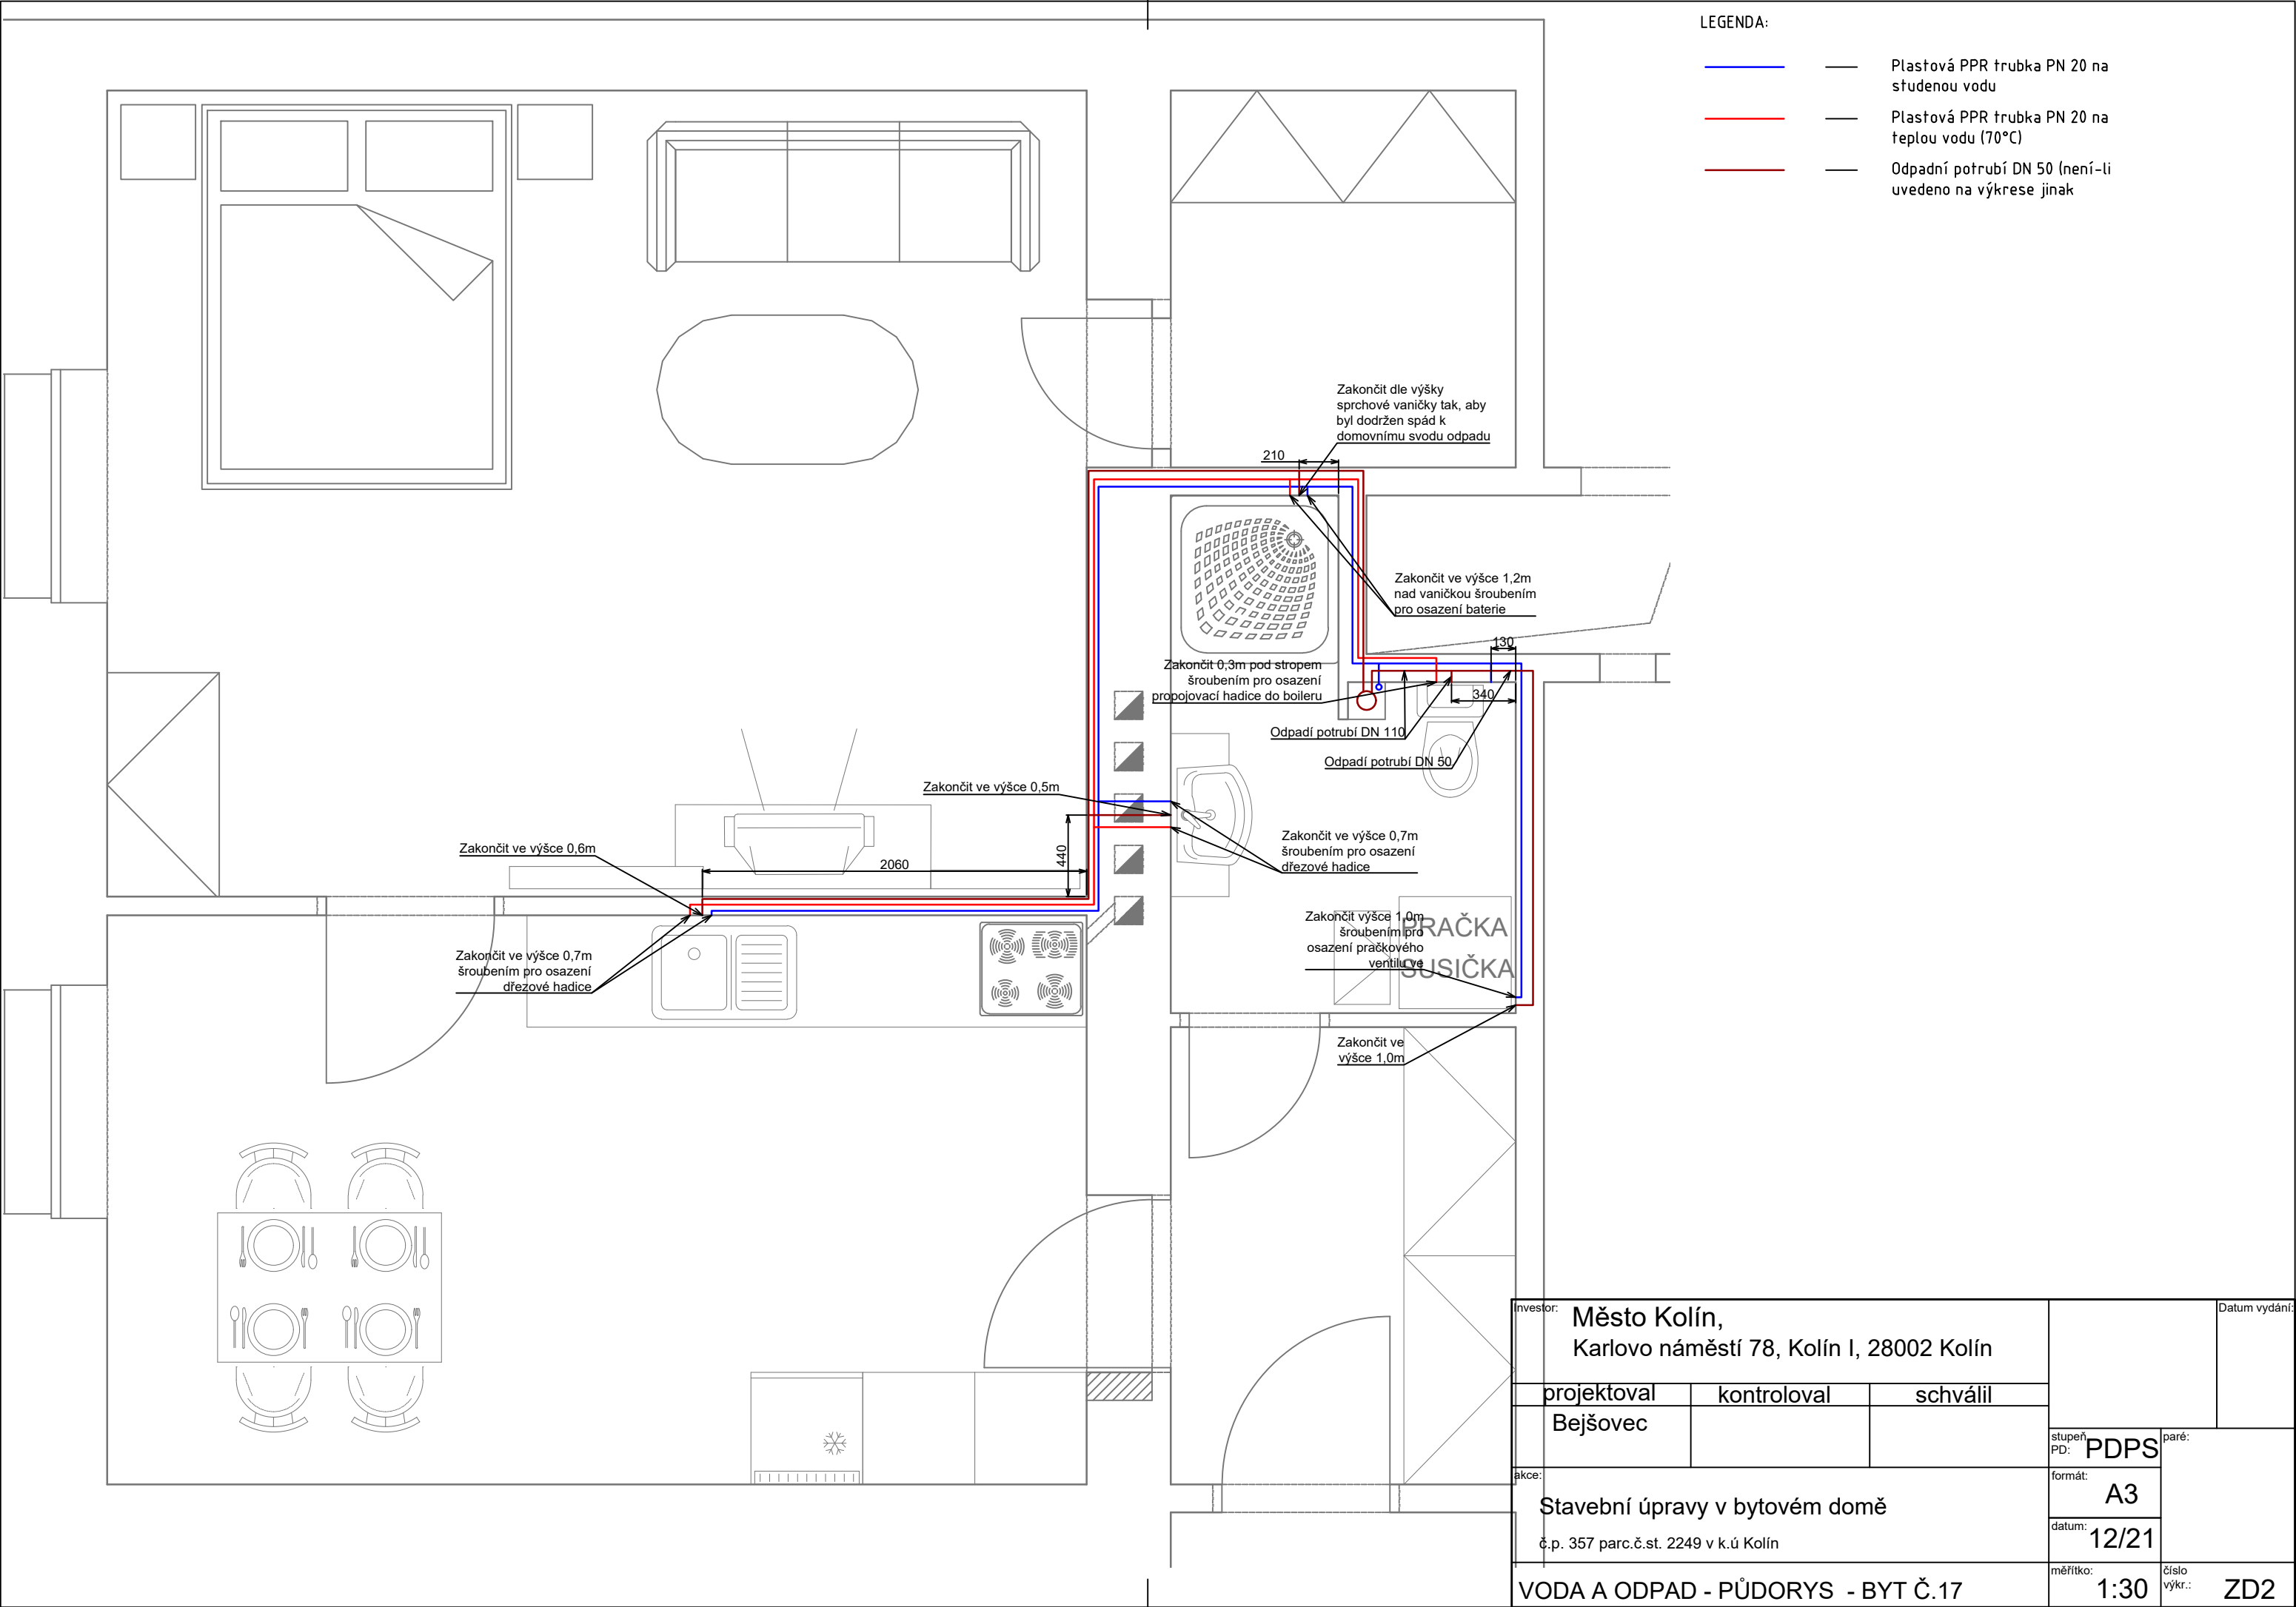 LEGENDA:
Plastová PPR trubka PN 20 na
studenou vodu
Plastová PPR trubka PN 20 na
teplou vodu (70°C)
Odpadní potrubí DN 50 (není-li
uvedeno na výkrese jinak
Zakončit dle výšky
sprchové vaničky tak, aby
byl dodržen spád k
domovnímu svodu odpadu
210
Zakončit ve výšce 1,2m
nad vaničkou šroubením
pro osazení baterie
130
Zakončit 0,3m pod stropem
šroubením pro osazení
propojovací hadice do boileru
340
Odpadí potrubí DN 110
Odpadí potrubí DN 50
Zakončit ve výšce 0,5m
Zakončit ve výšce 0,7m
šroubením pro osazení
dřezové hadice
440
2060
Zakončit ve výšce 0,6m
Zakončit ve výšce 0,7m
šroubením pro osazení
dřezové hadice
Zakončit výšce 1,0m
šroubením pro
osazení pračkového
ventilu ve
PRAČKA
SUSIČKA
Zakončit ve
výšce 1,0m
Investor:
Město Kolín,
Karlovo náměstí 78, Kolín I, 28002 Kolín
Datum vydání:
projektoval
kontroloval
schválil
Bejšovec
stupeň
PD:
PDPS
paré:
formát:
A3
akce:
Stavební úpravy v bytovém domě
č.p. 357 parc.č.st. 2249 v k.ú Kolín
datum:
12/21
VODA A ODPAD - PŮDORYS - BYT Č.17
měřítko:
1:30
číslo
výkr.:
ZD2